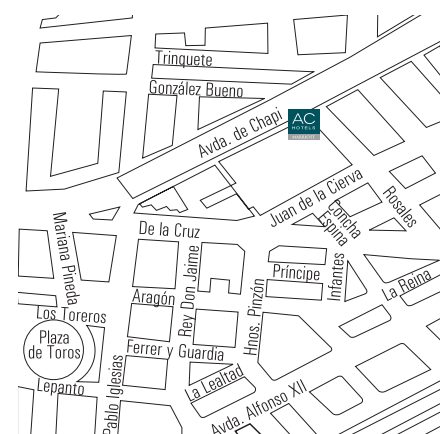 Trinquete
González Bueno
Avda. de Chapi
AC
HOTELS
MARRIOTT
Juan de la Cierva
Concha
Espina
Rosales
Mariana Pineda
De la Cruz
Rey Don Jaime
Príncipe
Infantes
La Reina
Aragón
Hnos. Pinzón
Los Toreros
Plaza
de Toros
Ferrer y Guardia
Lepanto
Pablo Iglesias
La Lealtad
Avda. Alfonso XII